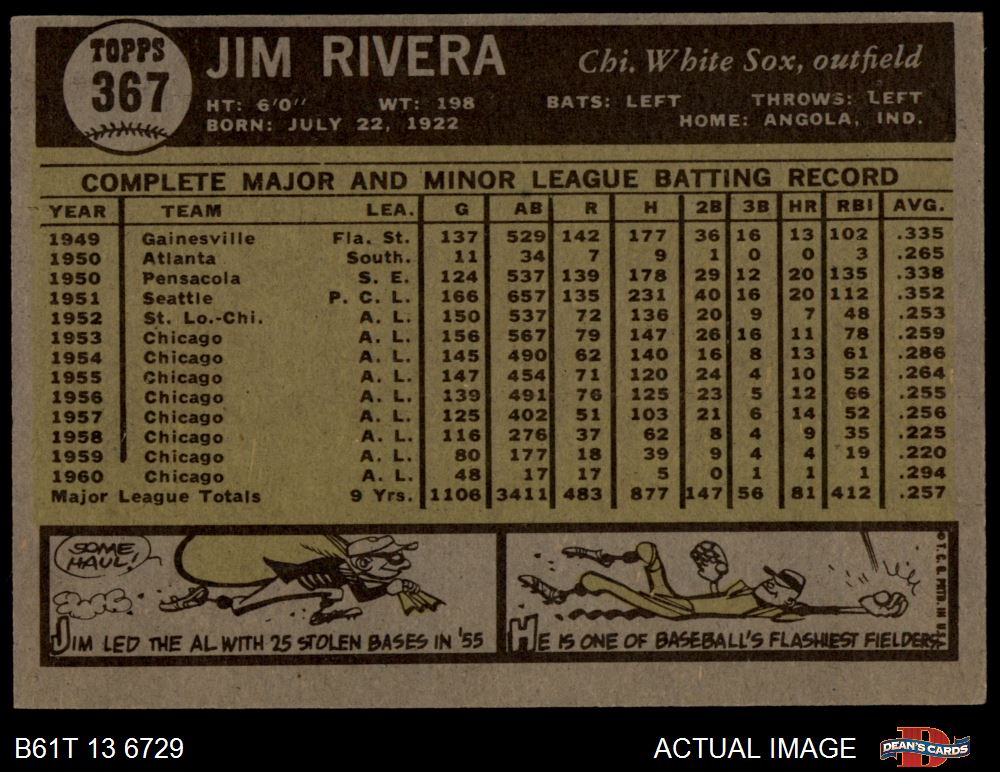 TOPPS
367
JIM RIVERA
Chi. White Sox, outfield
HT: 6'0" WT: 198 BATS: LEFT THROWS: LEFT
BORN: JULY 22, 1922 HOME: ANGOLA, IND.
COMPLETE MAJOR AND MINOR LEAGUE BATTING RECORD
YEAR TEAM LEA. G AB R H 2B 3B HR RBI AVG.
1949 Gainesville Fla. St. 137 529 142 177 36 16 13 102 .335
1950 Atlanta South. 11 34 7 9 1 0 0 3 .265
1950 Pensacola S. E. 124 537 139 178 29 12 20 135 .338
1951 Seattle P. C. L. 166 657 135 231 40 16 20 112 .352
1952 St. Lo.-Chi. A. L. 150 537 72 136 20 9 7 48 .253
1953 Chicago A. L. 156 567 79 147 26 16 11 78 .259
1954 Chicago A. L. 145 490 62 140 16 8 13 61 .286
1955 Chicago A. L. 147 454 71 120 24 4 10 52 .264
1956 Chicago A. L. 139 491 76 125 23 5 12 66 .255
1957 Chicago A. L. 125 402 51 103 21 6 14 52 .256
1958 Chicago A. L. 116 276 37 62 8 4 9 35 .225
1959 Chicago A. L. 80 177 18 39 9 4 4 19 .220
1960 Chicago A. L. 48 17 17 5 0 1 1 1 .294
Major League Totals 9 Yrs. 1106 3411 483 877 147 56 81 412 .257
SOME HAUL!
JIM LED THE AL WITH 25 STOLEN BASES IN '55
HE IS ONE OF BASEBALL'S FLASHIEST FIELDERS
© T. C. G. PRTD. IN U.S.A.
B61T 13 6729
ACTUAL IMAGE
DEAN'S CARDS